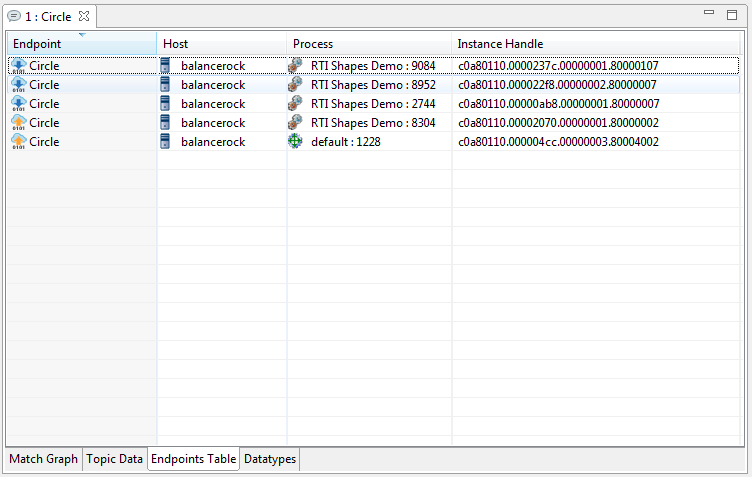 1 : Circle
Endpoint Host Process Instance Handle
Circle balancerock RTI Shapes Demo : 9084 c0a80110.0000237c.00000001.80000107
Circle balancerock RTI Shapes Demo : 8952 c0a80110.000022f8.00000002.80000007
Circle balancerock RTI Shapes Demo : 2744 c0a80110.00000ab8.00000001.80000007
Circle balancerock RTI Shapes Demo : 8304 c0a80110.00002070.00000001.80000002
Circle balancerock default : 1228 c0a80110.000004cc.00000003.80004002
Match Graph Topic Data Endpoints Table Datatypes